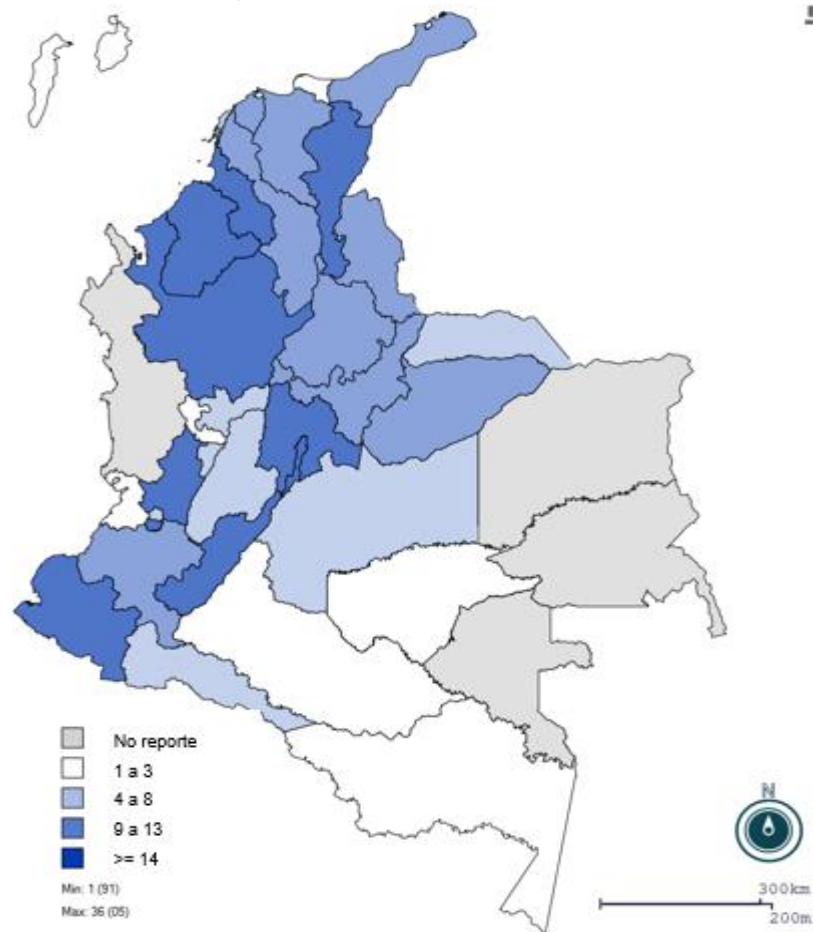 No reporte
1 a 3
4 a 8
9 a 13
>= 14
Min: 1 (91)
Max: 36 (05)
N
300km
200m